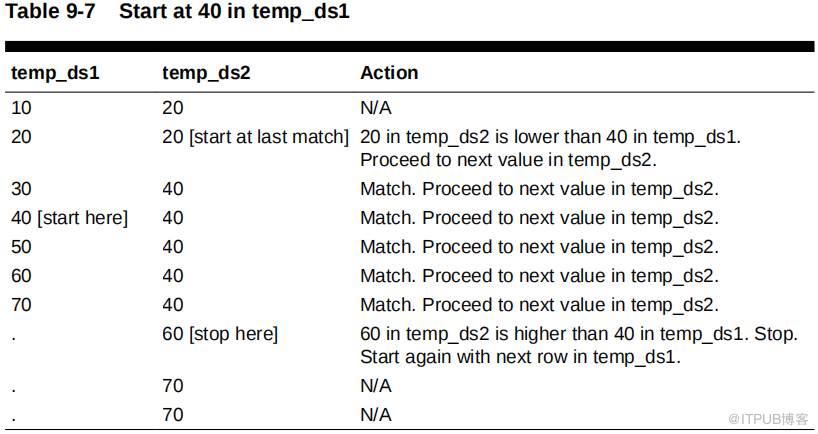 Table 9-7 Start at 40 in temp_ds1
temp_ds1 temp_ds2 Action
10 20 N/A
20 20 [start at last match] 20 in temp_ds2 is lower than 40 in temp_ds1.
Proceed to next value in temp_ds2.
30 40 Match. Proceed to next value in temp_ds2.
40 [start here] 40 Match. Proceed to next value in temp_ds2.
50 40 Match. Proceed to next value in temp_ds2.
60 40 Match. Proceed to next value in temp_ds2.
70 40 Match. Proceed to next value in temp_ds2.
. 60 [stop here] 60 in temp_ds2 is higher than 40 in temp_ds1. Stop.
Start again with next row in temp_ds1.
. 70 N/A
. 70 N/A
@ITPUB博客